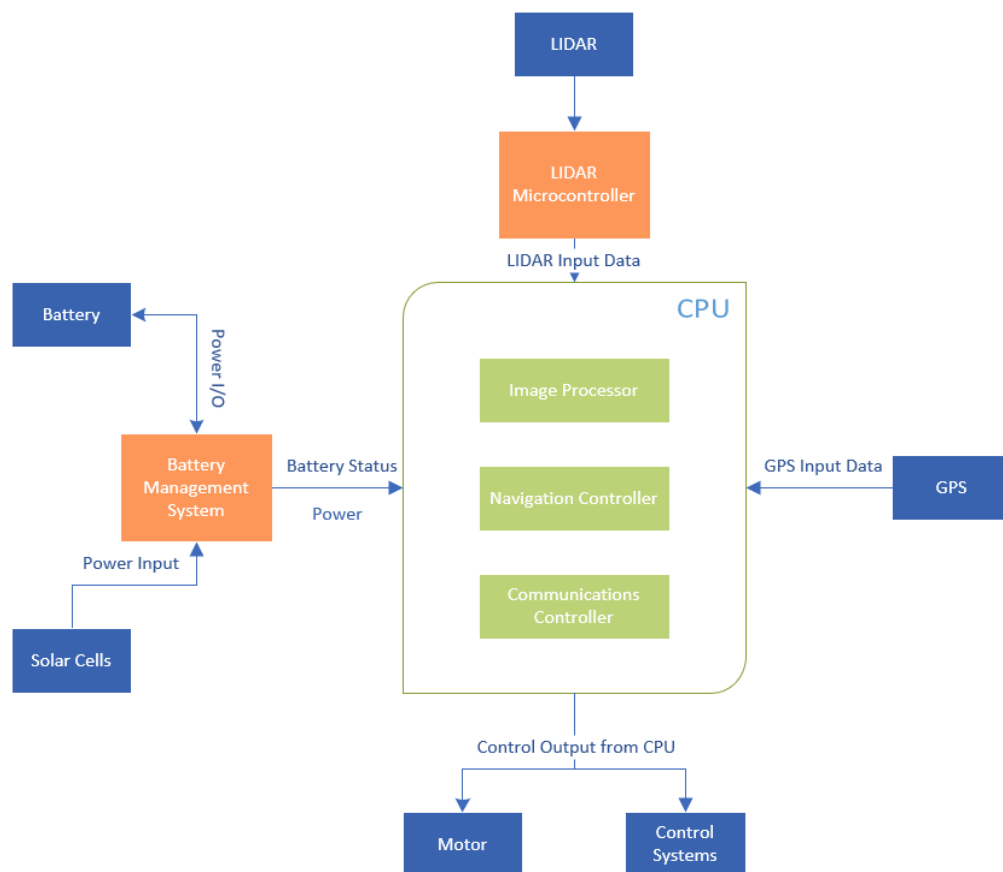 LIDAR
LIDAR
Microcontroller
LIDAR Input Data
CPU
Battery
Power I/O
Image Processor
Battery
Management
System
Battery Status
Power
Navigation Controller
GPS Input Data
GPS
Power Input
Communications
Controller
Solar Cells
Control Output from CPU
Motor
Control
Systems